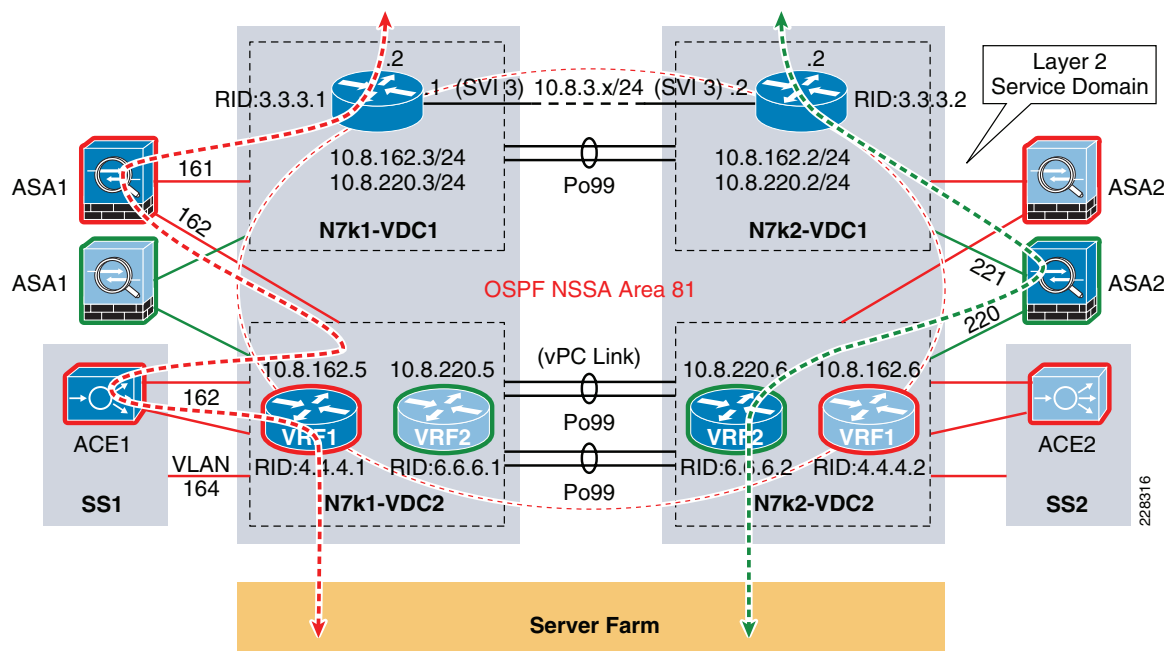 .2
.2
Layer 2
Service Domain
RID:3.3.3.1
.1
(SVI 3)
10.8.3.x/24
(SVI 3)
.2
RID:3.3.3.2
161
10.8.162.3/24
10.8.220.3/24
Po99
10.8.162.2/24
10.8.220.2/24
ASA1
ASA2
162
N7k1-VDC1
N7k2-VDC1
ASA1
221
ASA2
OSPF NSSA Area 81
220
10.8.162.5
10.8.220.5
(vPC Link)
10.8.220.6
10.8.162.6
162
Po99
ACE1
VRF1
VRF2
VRF2
VRF1
ACE2
VLAN
164
RID:4.4.4.1
RID:6.6.6.1
RID:6.6.6.2
RID:4.4.4.2
Po99
SS1
N7k1-VDC2
N7k2-VDC2
SS2
228316
Server Farm